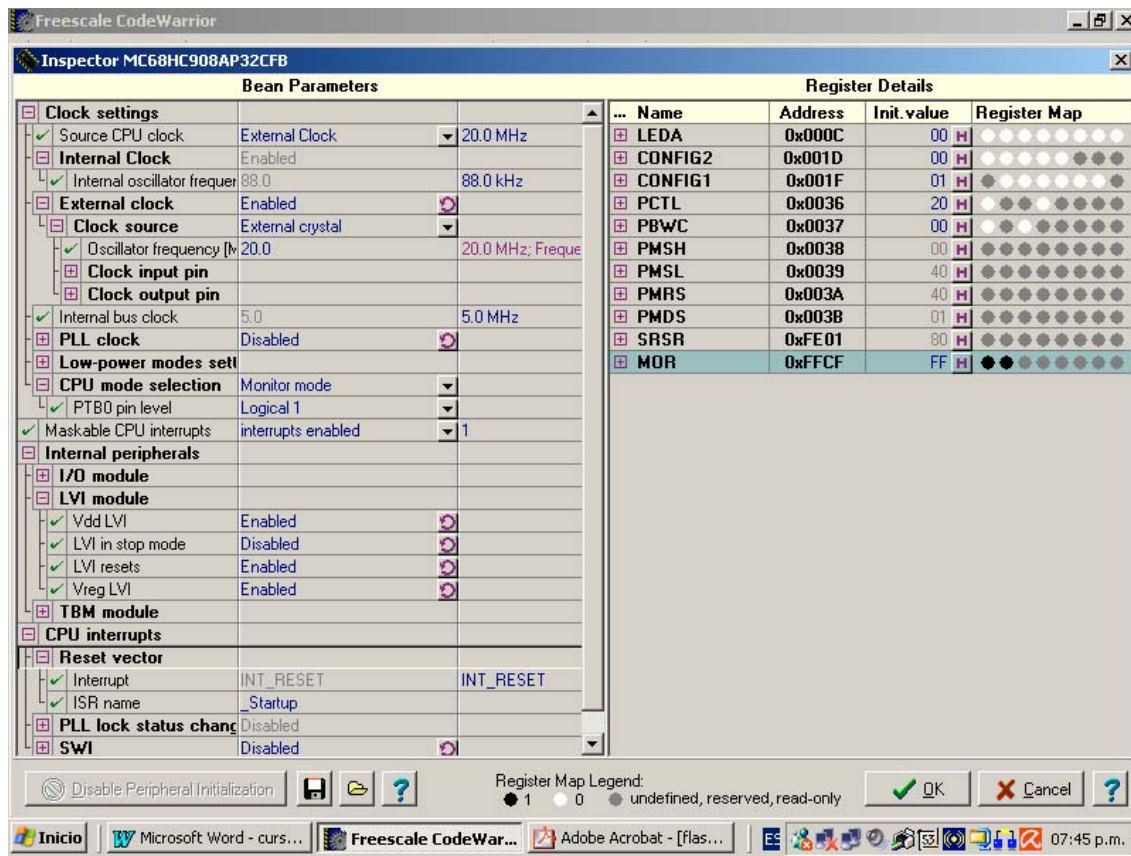 Freescale CodeWarrior
Inspector MC68HC908AP32CFB
Bean Parameters
Clock settings
Source CPU clock External Clock 20.0 MHz
Internal Clock Enabled
Internal oscillator frequer 88.0 88.0 kHz
External clock Enabled
Clock source External crystal
Oscillator frequency [M 20.0 20.0 MHz; Freque
Clock input pin
Clock output pin
Internal bus clock 5.0 5.0 MHz
PLL clock Disabled
Low-power modes sett
CPU mode selection Monitor mode
PTB0 pin level Logical 1
Maskable CPU interrupts interrupts enabled 1
Internal peripherals
I/O module
LVI module
Vdd LVI Enabled
LVI in stop mode Disabled
LVI resets Enabled
Vreg LVI Enabled
TBM module
CPU interrupts
Reset vector
Interrupt INT_RESET INT_RESET
ISR name _Startup
PLL lock status chang Disabled
SWI Disabled
Register Details
... Name Address Init.value Register Map
LEDA 0x000C 00 H
CONFIG2 0x001D 00 H
CONFIG1 0x001F 01 H
PCTL 0x0036 20 H
PBWC 0x0037 00 H
PMSH 0x0038 00 H
PMSL 0x0039 40 H
PMRS 0x003A 40 H
PMDS 0x003B 01 H
SRSR 0xFE01 80 H
MOR 0xFFCF FF H
Disable Peripheral Initialization
?
Register Map Legend:
1 0 undefined, reserved, read-only
OK
Cancel
?
Inicio
Microsoft Word - curs...
Freescale CodeWar...
Adobe Acrobat - [flas...
ES
07:45 p.m.